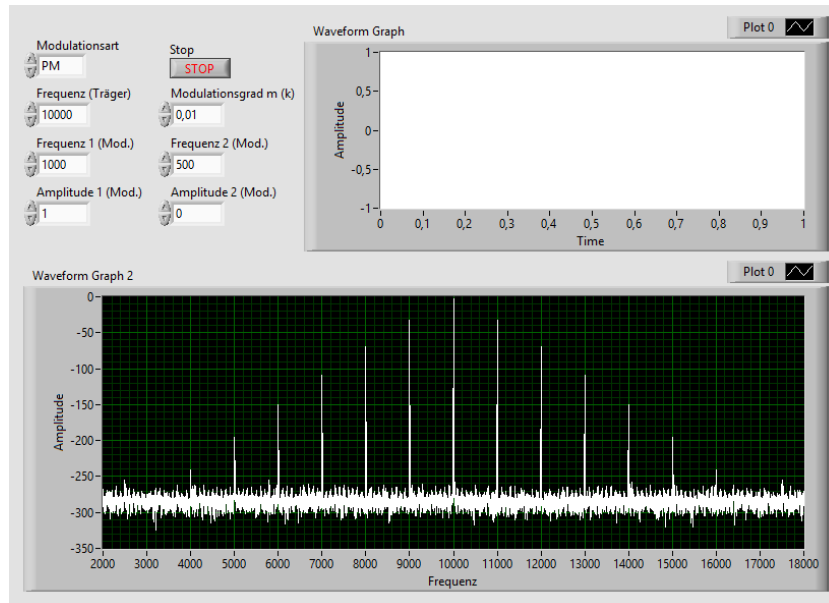 Modulationsart
PM
Stop
STOP
Frequenz (Träger)
10000
Modulationsgrad m (k)
0,01
Frequenz 1 (Mod.)
1000
Frequenz 2 (Mod.)
500
Amplitude 1 (Mod.)
1
Amplitude 2 (Mod.)
0
Waveform Graph
Plot 0
Amplitude
1
0,5
0
-0,5
-1
0 0,1 0,2 0,3 0,4 0,5 0,6 0,7 0,8 0,9 1
Time
Waveform Graph 2
Plot 0
Amplitude
0
-50
-100
-150
-200
-250
-300
-350
2000 3000 4000 5000 6000 7000 8000 9000 10000 11000 12000 13000 14000 15000 16000 17000 18000
Frequenz